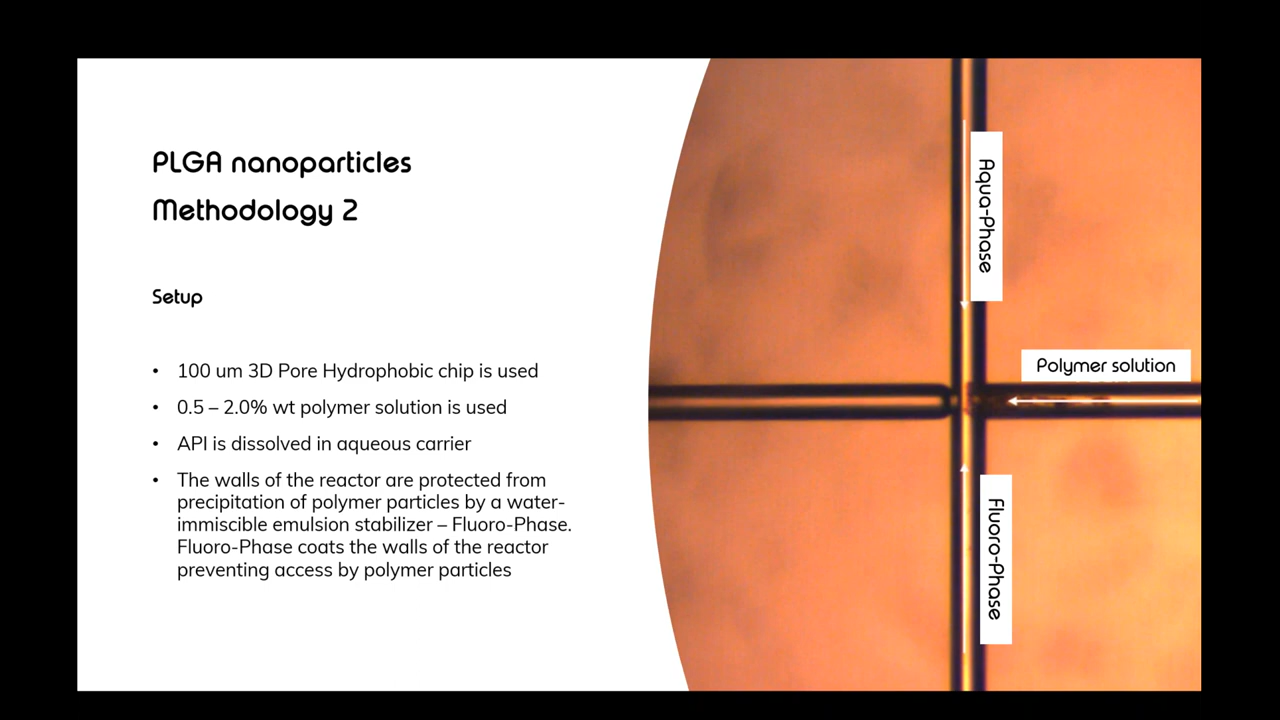 PLGA nanoparticles
Methodology 2
Setup
• 100 um 3D Pore Hydrophobic chip is used
• 0.5 – 2.0% wt polymer solution is used
• API is dissolved in aqueous carrier
• The walls of the reactor are protected from
precipitation of polymer particles by a water-
immiscible emulsion stabilizer – Fluoro-Phase.
Fluoro-Phase coats the walls of the reactor
preventing access by polymer particles
Aqua-Phase
Polymer solution
Fluoro-Phase